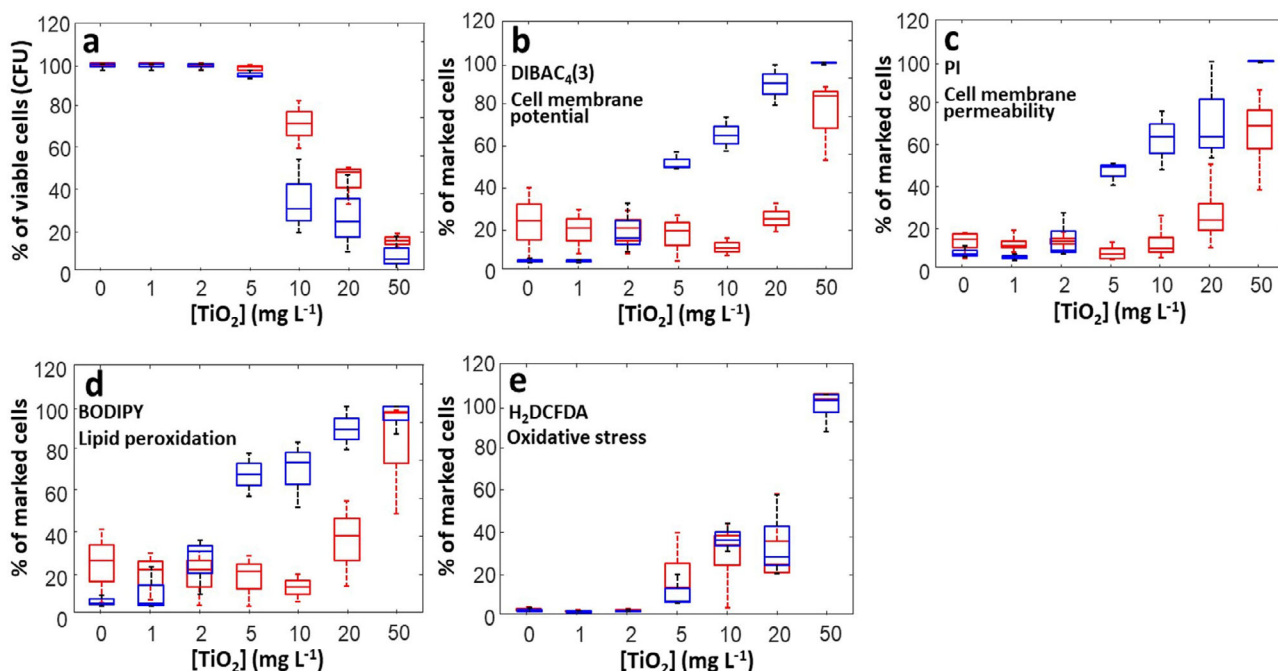 a
% of viable cells (CFU)
120
100
80
60
40
20
0
0 1 2 5 10 20 50
[TiO₂] (mg L⁻¹)
b
DIBAC₄(3)
Cell membrane
potential
% of marked cells
120
100
80
60
40
20
0
0 1 2 5 10 20 50
[TiO₂] (mg L⁻¹)
c
PI
Cell membrane
permeability
% of marked cells
120
100
80
60
40
20
0
0 1 2 5 10 20 50
[TiO₂] (mg L⁻¹)
d
BODIPY
Lipid peroxidation
% of marked cells
120
100
80
60
40
20
0
0 1 2 5 10 20 50
[TiO₂] (mg L⁻¹)
e
H₂DCFDA
Oxidative stress
% of marked cells
120
100
80
60
40
20
0
0 1 2 5 10 20 50
[TiO₂] (mg L⁻¹)